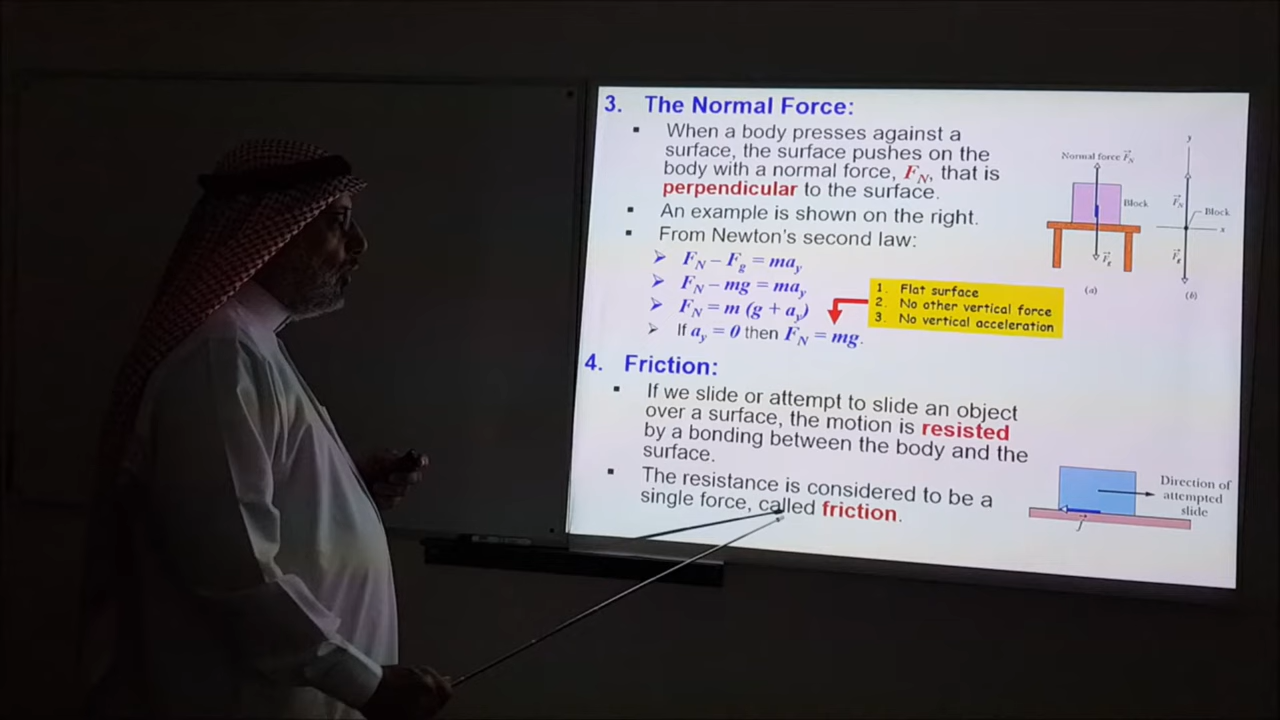 3. The Normal Force:
▪ When a body presses against a
surface, the surface pushes on the
body with a normal force, F_N, that is
perpendicular to the surface.
▪ An example is shown on the right.
▪ From Newton's second law:
➢ F_N – F_g = ma_y
➢ F_N – mg = ma_y
➢ F_N = m (g + a_y)
➢ If a_y = 0 then F_N = mg.
1. Flat surface
2. No other vertical force
3. No vertical acceleration
Normal force F_N
Block
F_g
(a)
y
F_N
Block
x
F_g
(b)
4. Friction:
▪ If we slide or attempt to slide an object
over a surface, the motion is resisted
by a bonding between the body and the
surface.
▪ The resistance is considered to be a
single force, called friction.
Direction of
attempted
slide
f